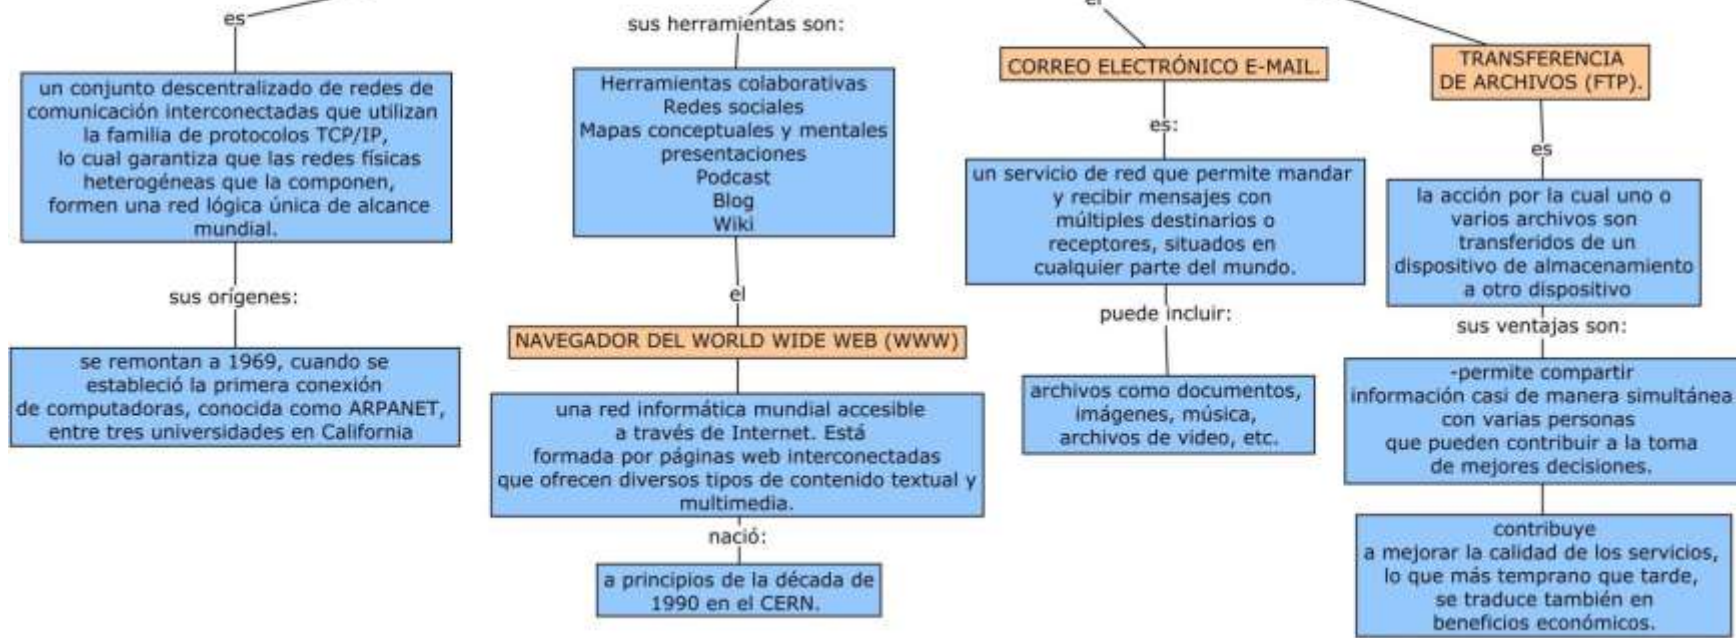 es
un conjunto descentralizado de redes de
comunicación interconectadas que utilizan
la familia de protocolos TCP/IP,
lo cual garantiza que las redes físicas
heterogéneas que la componen,
formen una red lógica única de alcance
mundial.
sus orígenes:
se remontan a 1969, cuando se
estableció la primera conexión
de computadoras, conocida como ARPANET,
entre tres universidades en California
sus herramientas son:
Herramientas colaborativas
Redes sociales
Mapas conceptuales y mentales
presentaciones
Podcast
Blog
Wiki
el
NAVEGADOR DEL WORLD WIDE WEB (WWW)
una red informática mundial accesible
a través de Internet. Está
formada por páginas web interconectadas
que ofrecen diversos tipos de contenido textual y
multimedia.
nació:
a principios de la década de
1990 en el CERN.
el
CORREO ELECTRÓNICO E-MAIL.
es:
un servicio de red que permite mandar
y recibir mensajes con
múltiples destinarios o
receptores, situados en
cualquier parte del mundo.
puede incluir:
archivos como documentos,
imágenes, música,
archivos de video, etc.
TRANSFERENCIA
DE ARCHIVOS (FTP).
es
la acción por la cual uno o
varios archivos son
transferidos de un
dispositivo de almacenamiento
a otro dispositivo
sus ventajas son:
-permite compartir
información casi de manera simultánea
con varias personas
que pueden contribuir a la toma
de mejores decisiones.
contribuye
a mejorar la calidad de los servicios,
lo que más temprano que tarde,
se traduce también en
beneficios económicos.